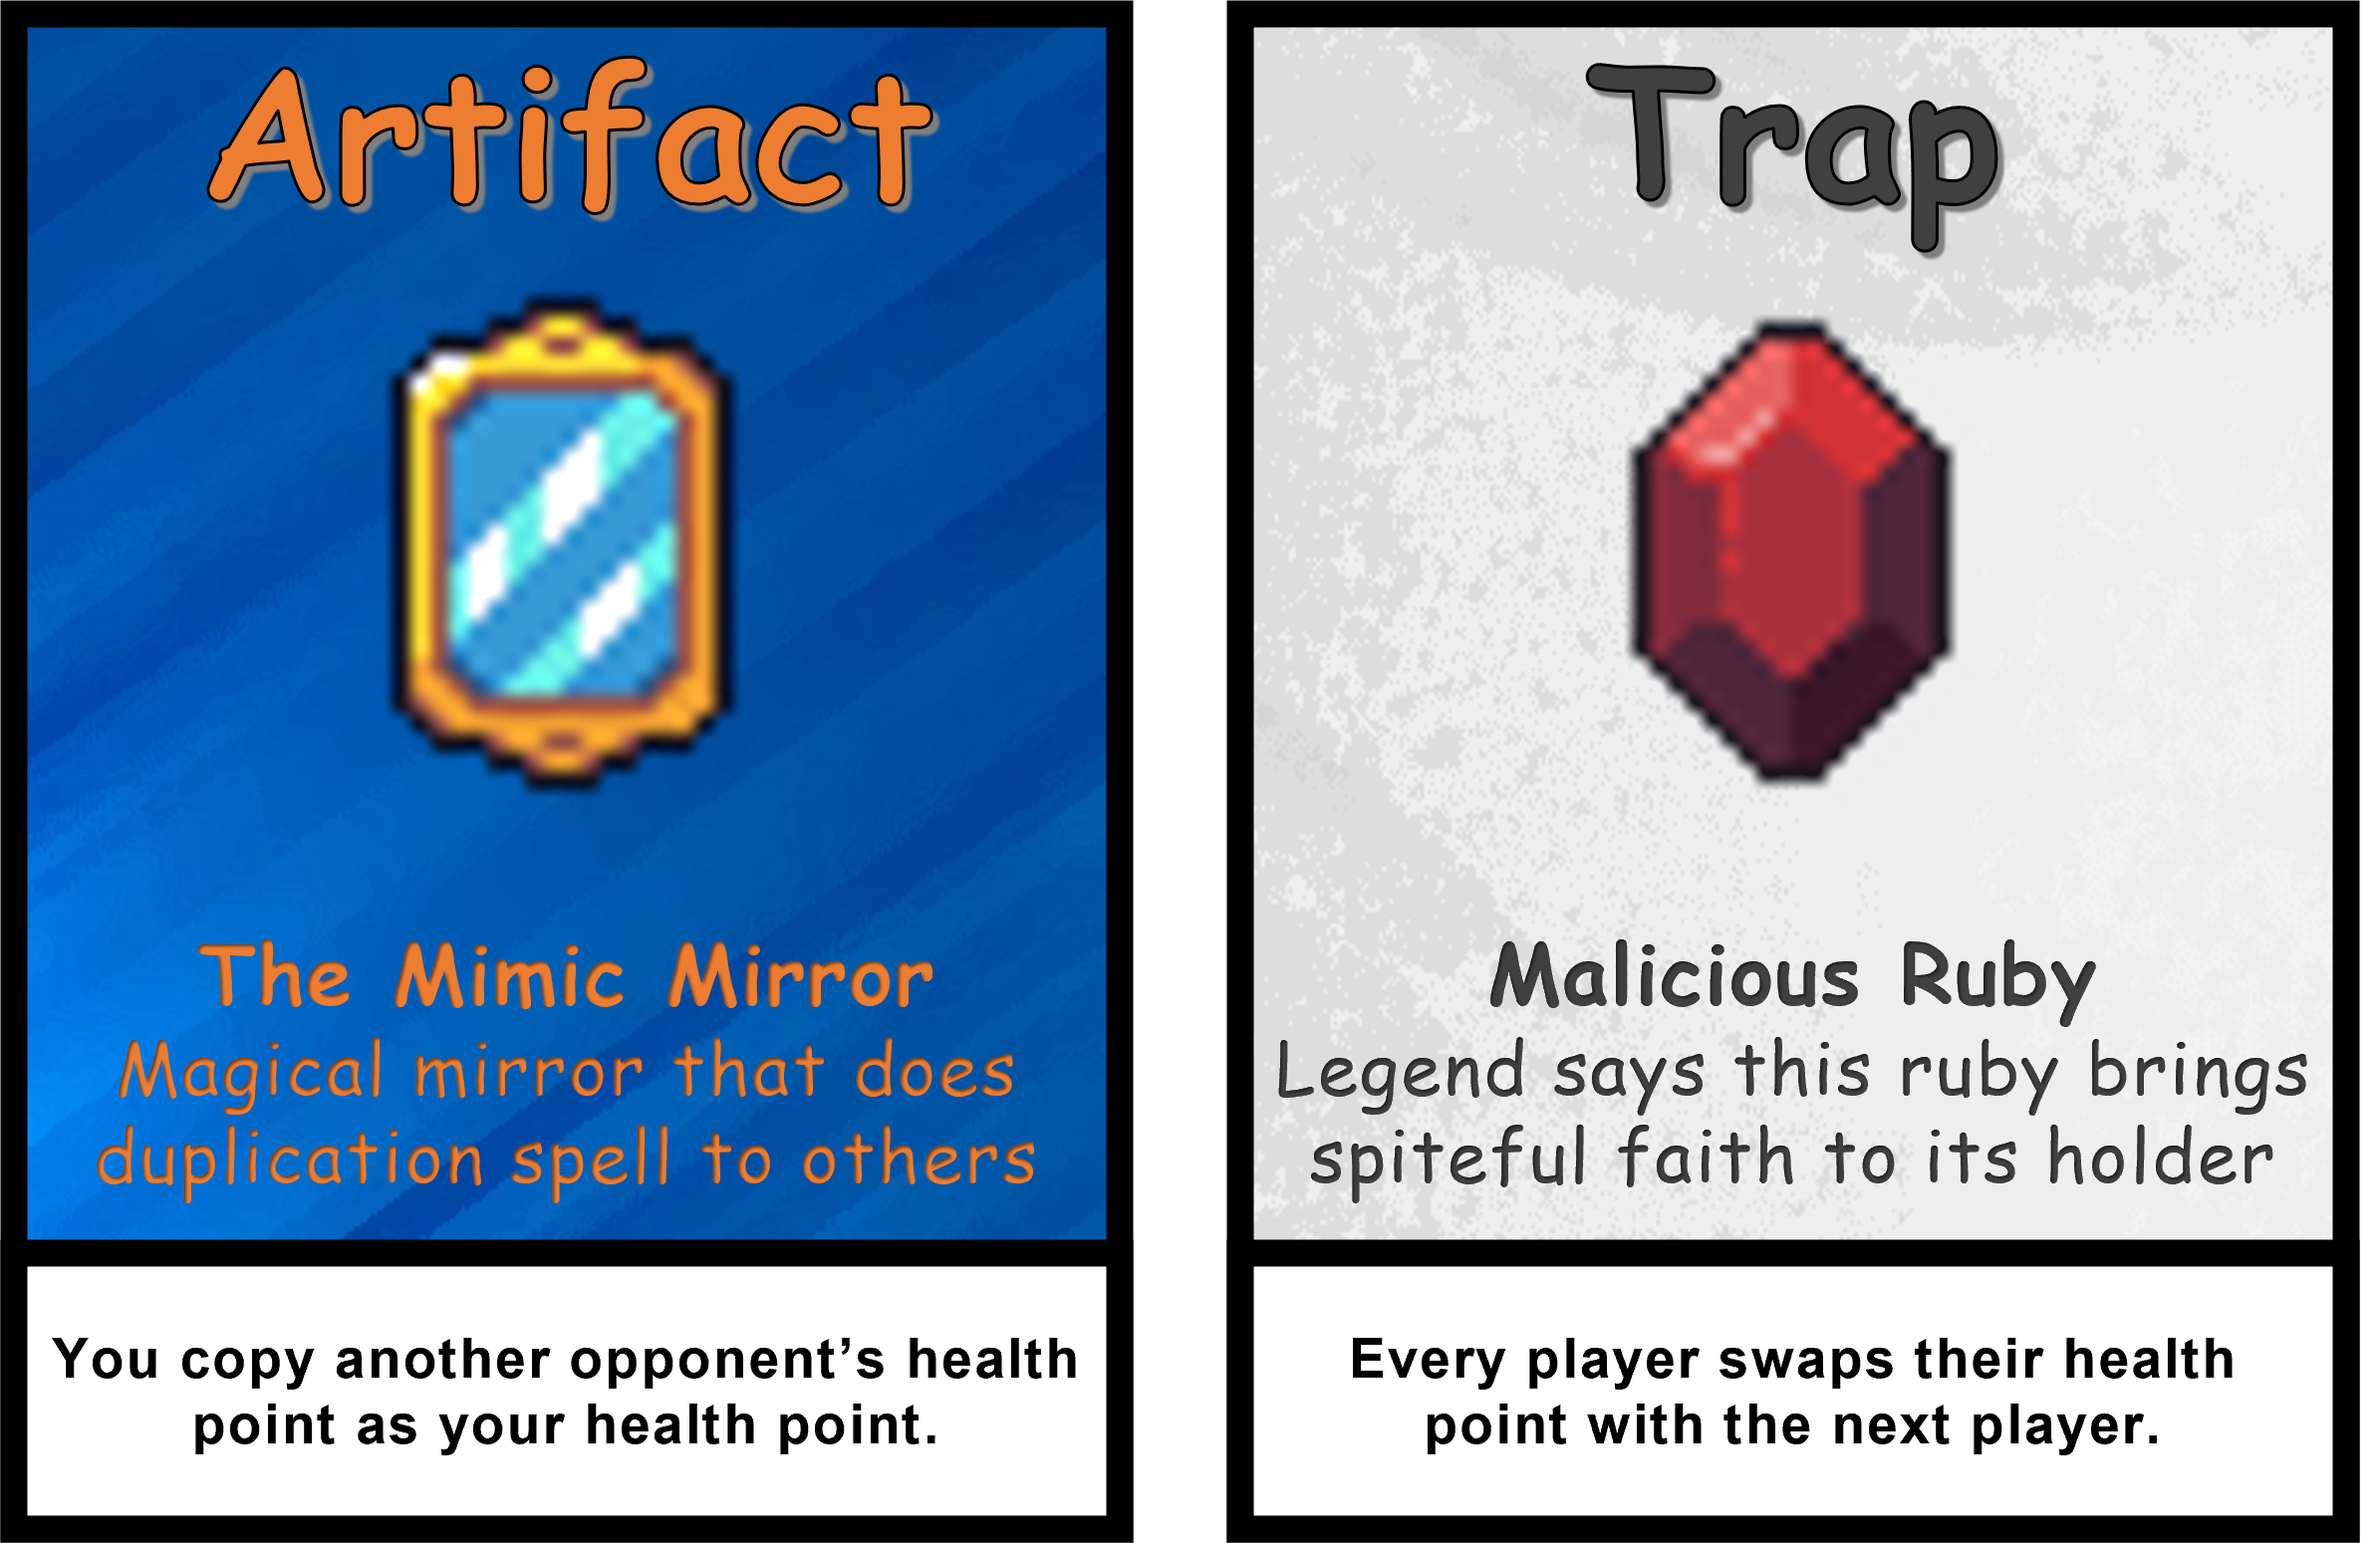 Artifact
The Mimic Mirror
Magical mirror that does
duplication spell to others
You copy another opponent’s health
point as your health point.
Trap
Malicious Ruby
Legend says this ruby brings
spiteful faith to its holder
Every player swaps their health
point with the next player.